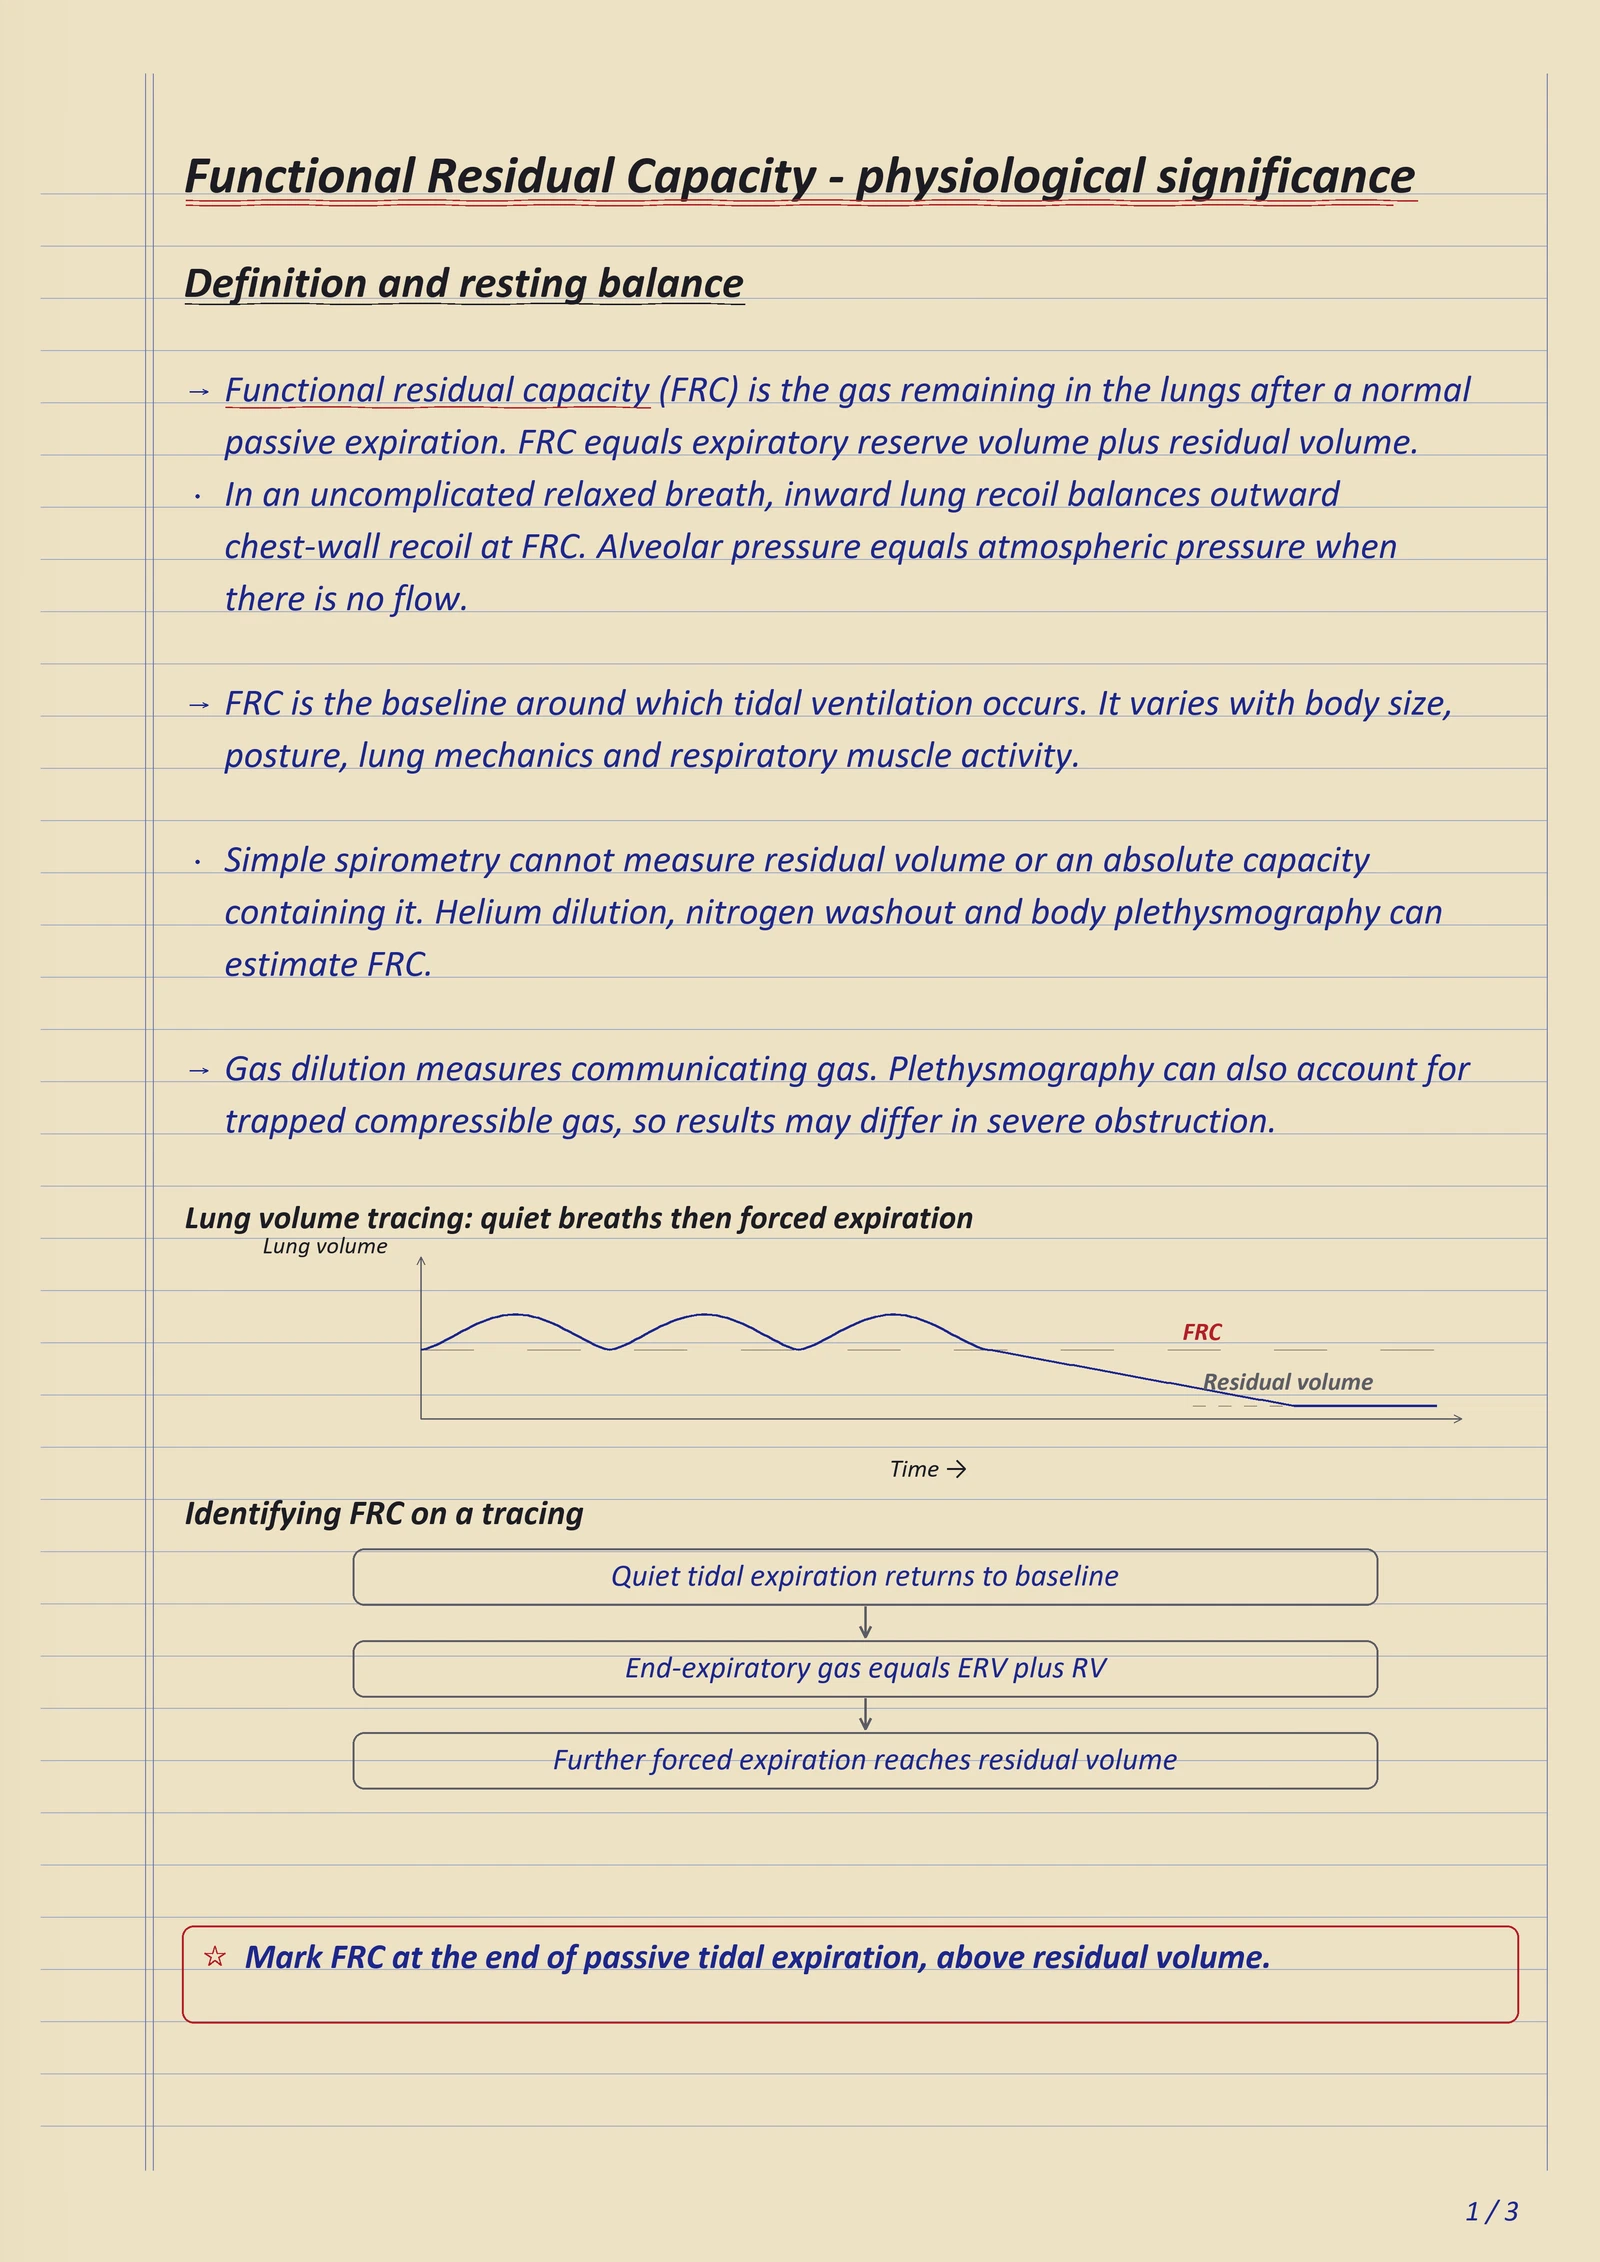 Functional Residual Capacity - physiological significance
Definition and resting balance
→ Functional residual capacity (FRC) is the gas remaining in the lungs after a normal
passive expiration. FRC equals expiratory reserve volume plus residual volume.
· In an uncomplicated relaxed breath, inward lung recoil balances outward
chest-wall recoil at FRC. Alveolar pressure equals atmospheric pressure when
there is no flow.
→ FRC is the baseline around which tidal ventilation occurs. It varies with body size,
posture, lung mechanics and respiratory muscle activity.
· Simple spirometry cannot measure residual volume or an absolute capacity
containing it. Helium dilution, nitrogen washout and body plethysmography can
estimate FRC.
→ Gas dilution measures communicating gas. Plethysmography can also account for
trapped compressible gas, so results may differ in severe obstruction.
Lung volume tracing: quiet breaths then forced expiration
Lung volume
FRC
Residual volume
Time →
Identifying FRC on a tracing
Quiet tidal expiration returns to baseline
End-expiratory gas equals ERV plus RV
Further forced expiration reaches residual volume
☆ Mark FRC at the end of passive tidal expiration, above residual volume.
1 / 3